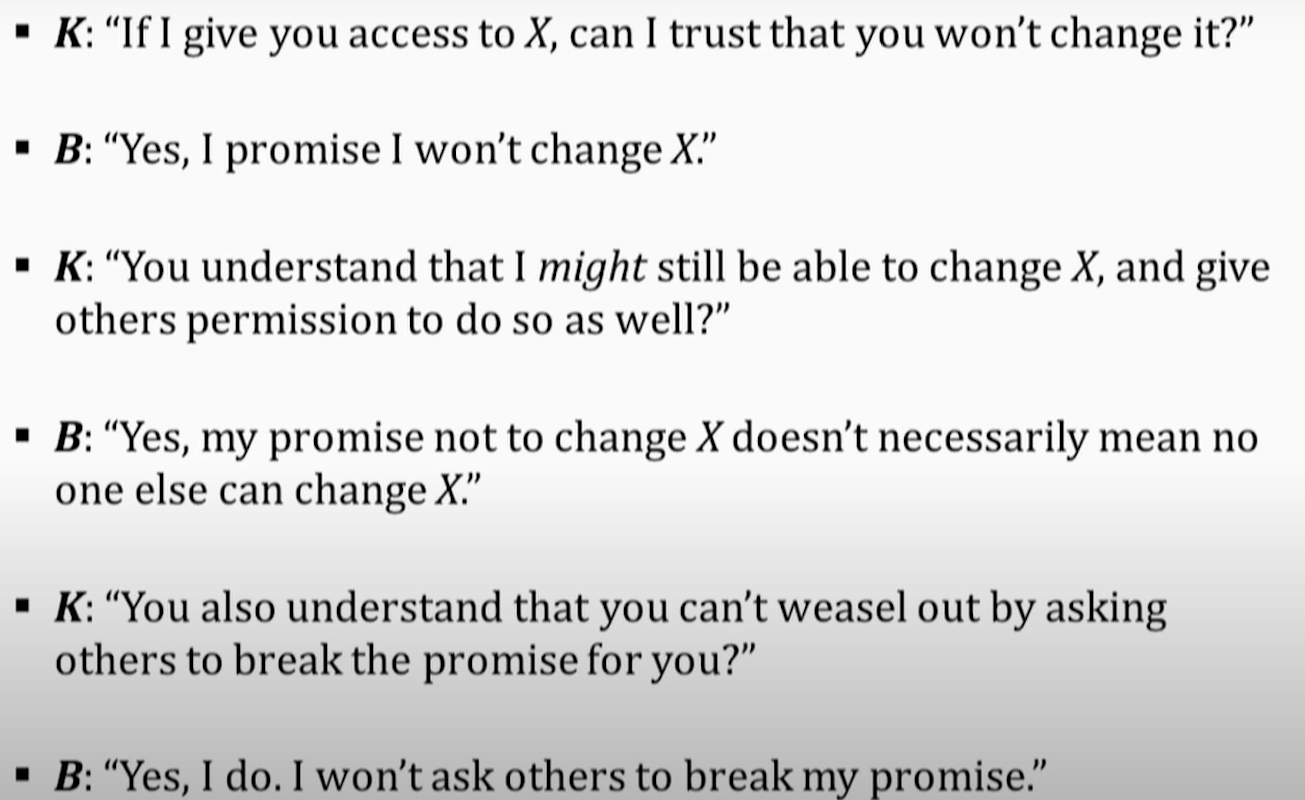 ▪ K: “If I give you access to X, can I trust that you won’t change it?”
▪ B: “Yes, I promise I won’t change X.”
▪ K: “You understand that I might still be able to change X, and give
others permission to do so as well?”
▪ B: “Yes, my promise not to change X doesn’t necessarily mean no
one else can change X.”
▪ K: “You also understand that you can’t weasel out by asking
others to break the promise for you?”
▪ B: “Yes, I do. I won’t ask others to break my promise.”